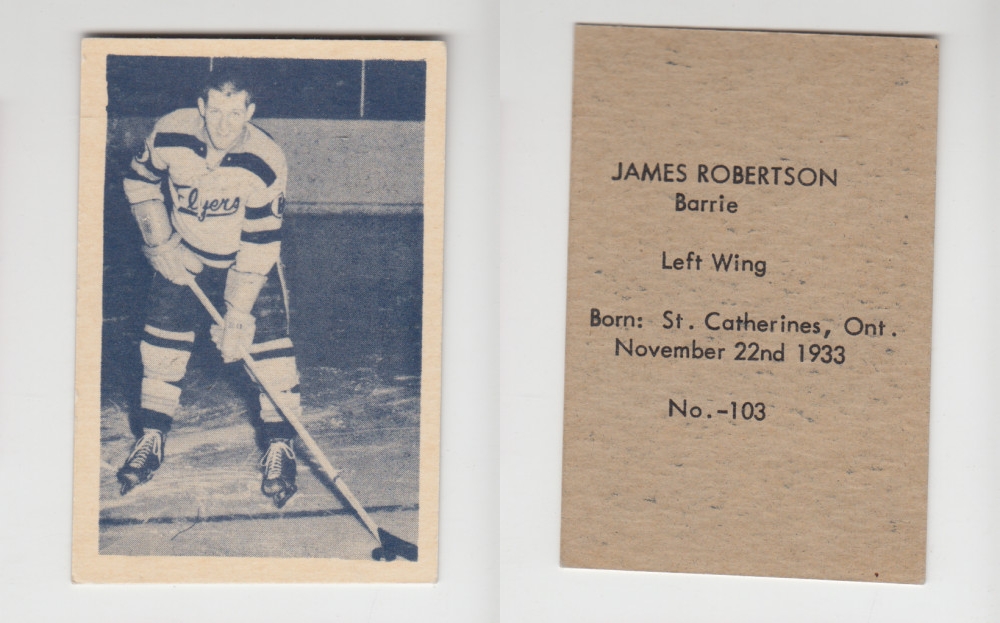 Flyers
JAMES ROBERTSON
Barrie
Left Wing
Born: St. Catherines, Ont.
November 22nd 1933
No.-103